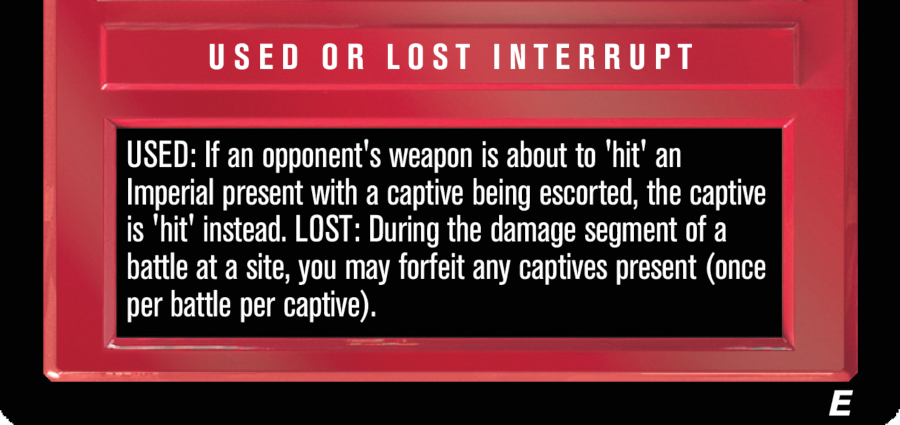 USED OR LOST INTERRUPT
USED: If an opponent's weapon is about to 'hit' an
Imperial present with a captive being escorted, the captive
is 'hit' instead. LOST: During the damage segment of a
battle at a site, you may forfeit any captives present (once
per battle per captive).
E